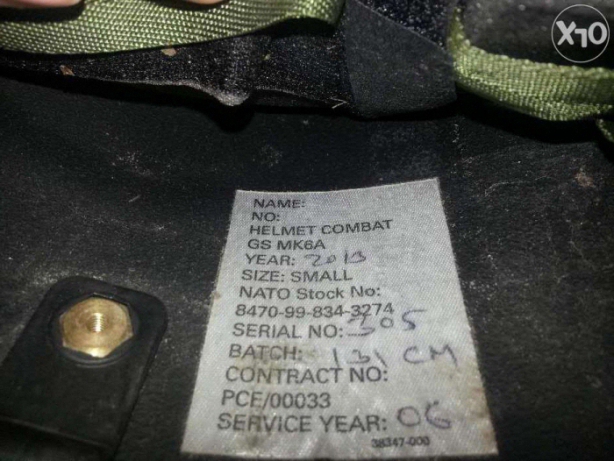 OLX
NAME:
NO:
HELMET COMBAT
GS MK6A
YEAR: 2013
SIZE: SMALL
NATO Stock No:
8470-99-834-3274
SERIAL NO: 305
BATCH: 131 CM
CONTRACT NO:
PCE/00033
SERVICE YEAR: 06
38347-000